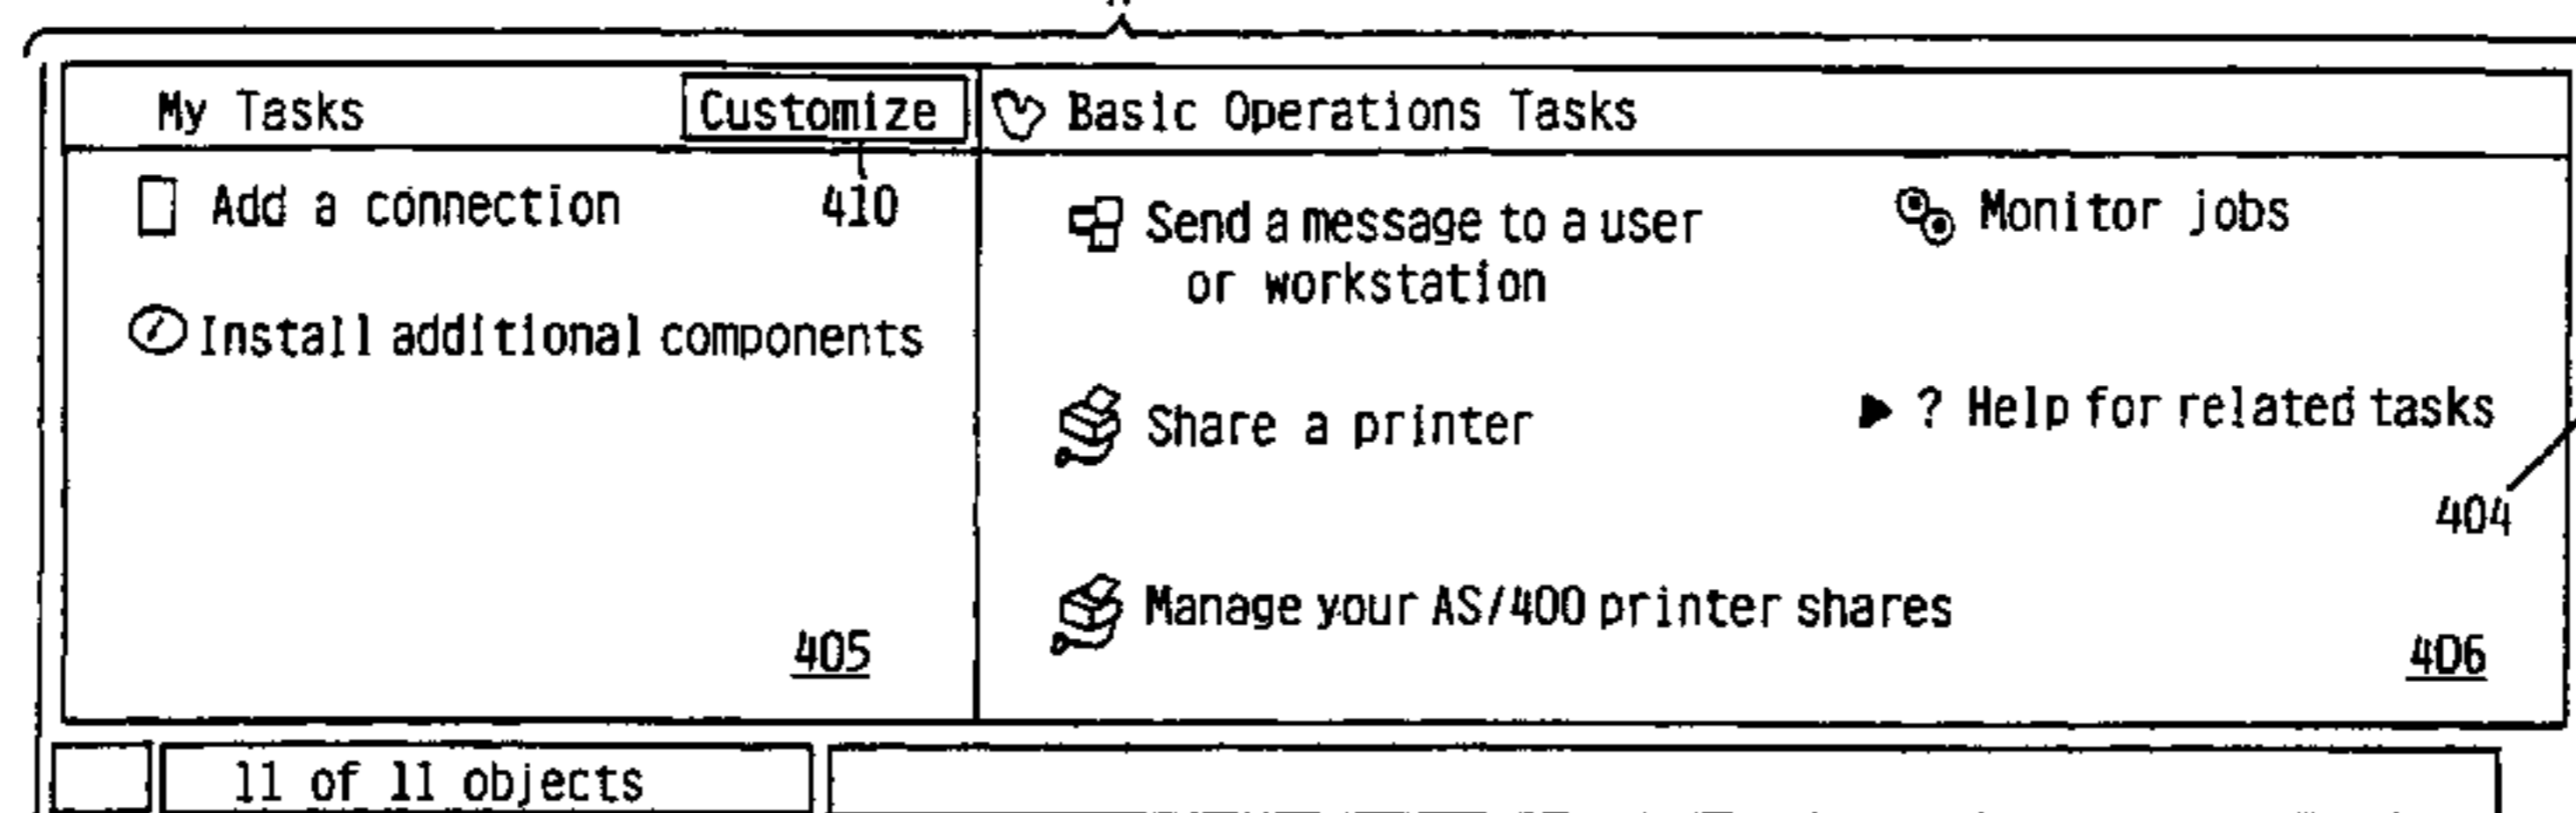 My Tasks Customize Basic Operations Tasks
Add a connection 410
Install additional components
Send a message to a user
or workstation
Monitor jobs
Share a printer
? Help for related tasks
404
Manage your AS/400 printer shares
405
406
11 of 11 objects